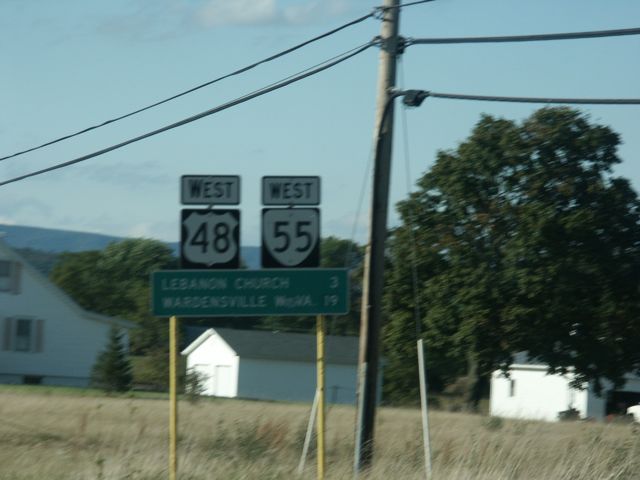 WEST WEST
48 55
LEBANON CHURCH 3
WARDENSVILLE W.VA. 19